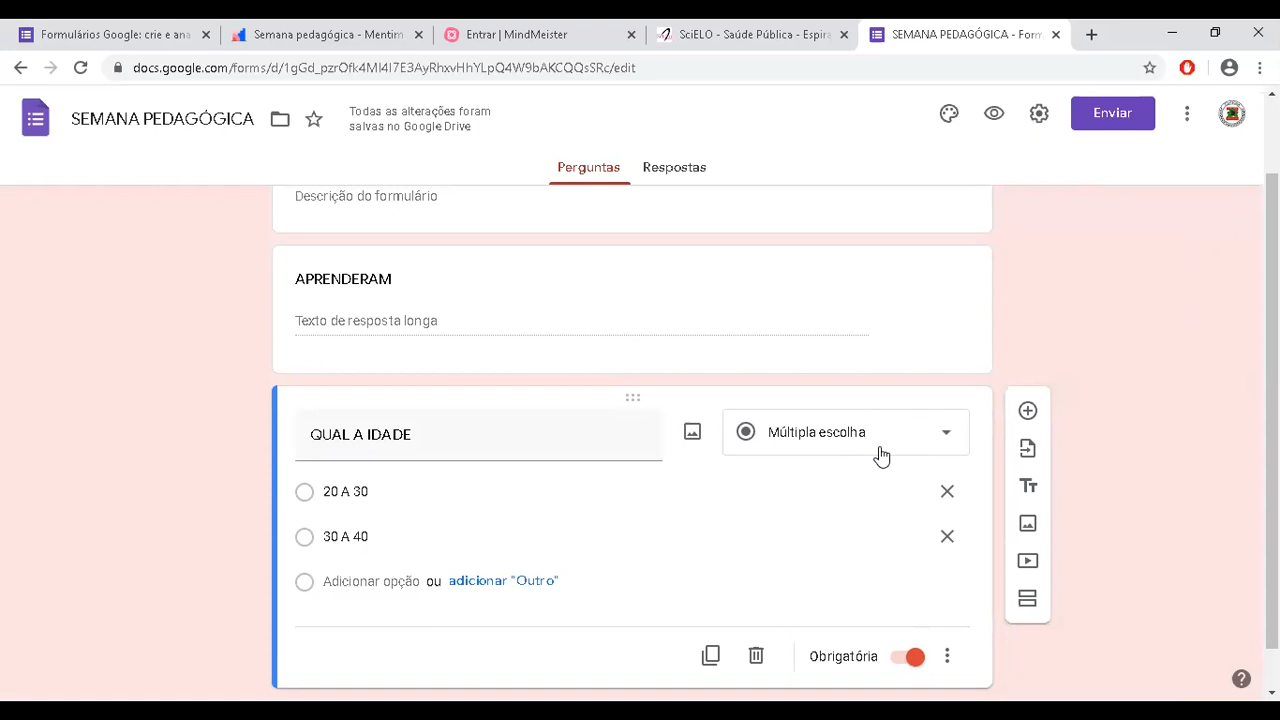 Formulários Google: crie e an
Semana pedagógica - Mentim
Entrar | MindMeister
SciELO - Saúde Pública - Espira
SEMANA PEDAGÓGICA - Form
docs.google.com/forms/d/1gGd_pzrOfk4MI4I7E3AyRhxvHhYLpQ4W9bAKCQQsSRc/edit
SEMANA PEDAGÓGICA
Todas as alterações foram
salvas no Google Drive
Enviar
Perguntas
Respostas
Descrição do formulário
APRENDERAM
Texto de resposta longa
QUAL A IDADE
Múltipla escolha
20 A 30
30 A 40
Adicionar opção ou adicionar "Outro"
Obrigatória